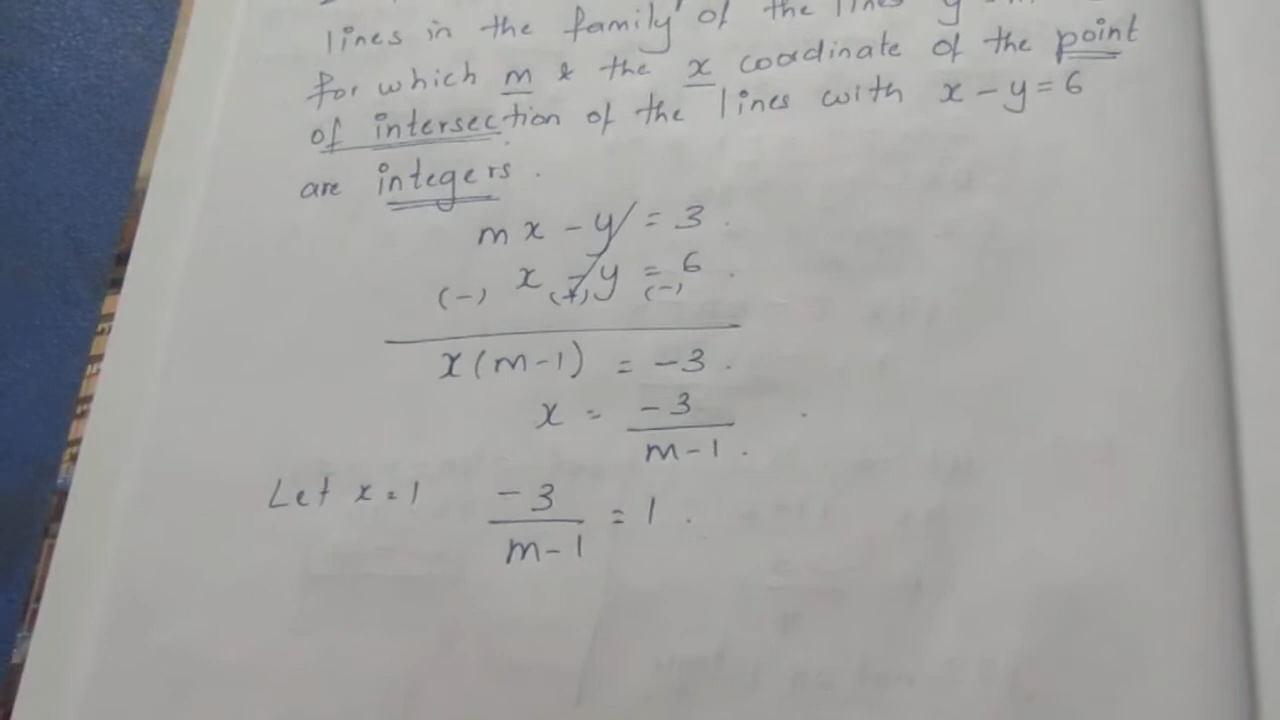 lines in the family of the lines y
for which m & the x coordinate of the point
of intersection of the lines with x - y = 6
are integers.
mx - y = 3.
(-) x -(+) y = 6 (-).
x(m-1) = -3.
x = -3/m-1.
Let x = 1 -3/m-1 = 1.